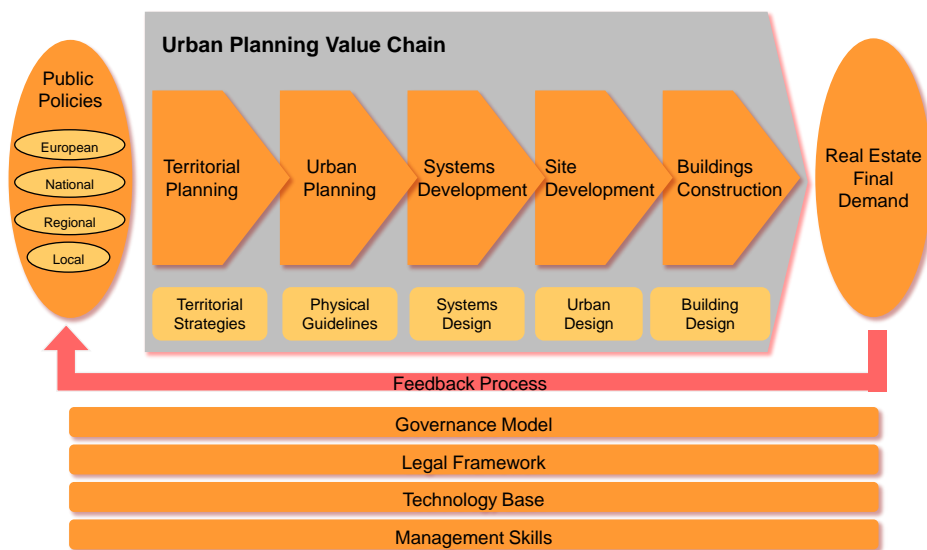 Urban Planning Value Chain
Public
Policies
European
National
Regional
Local
Territorial
Planning
Urban
Planning
Systems
Development
Site
Development
Buildings
Construction
Real Estate
Final
Demand
Territorial
Strategies
Physical
Guidelines
Systems
Design
Urban
Design
Building
Design
Feedback Process
Governance Model
Legal Framework
Technology Base
Management Skills